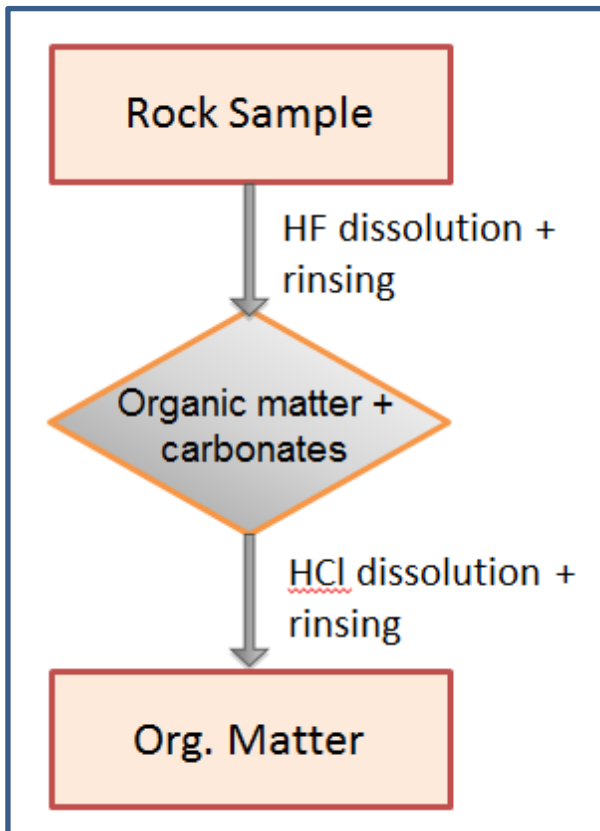 Rock Sample
HF dissolution +
rinsing
Organic matter +
carbonates
HCl dissolution +
rinsing
Org. Matter